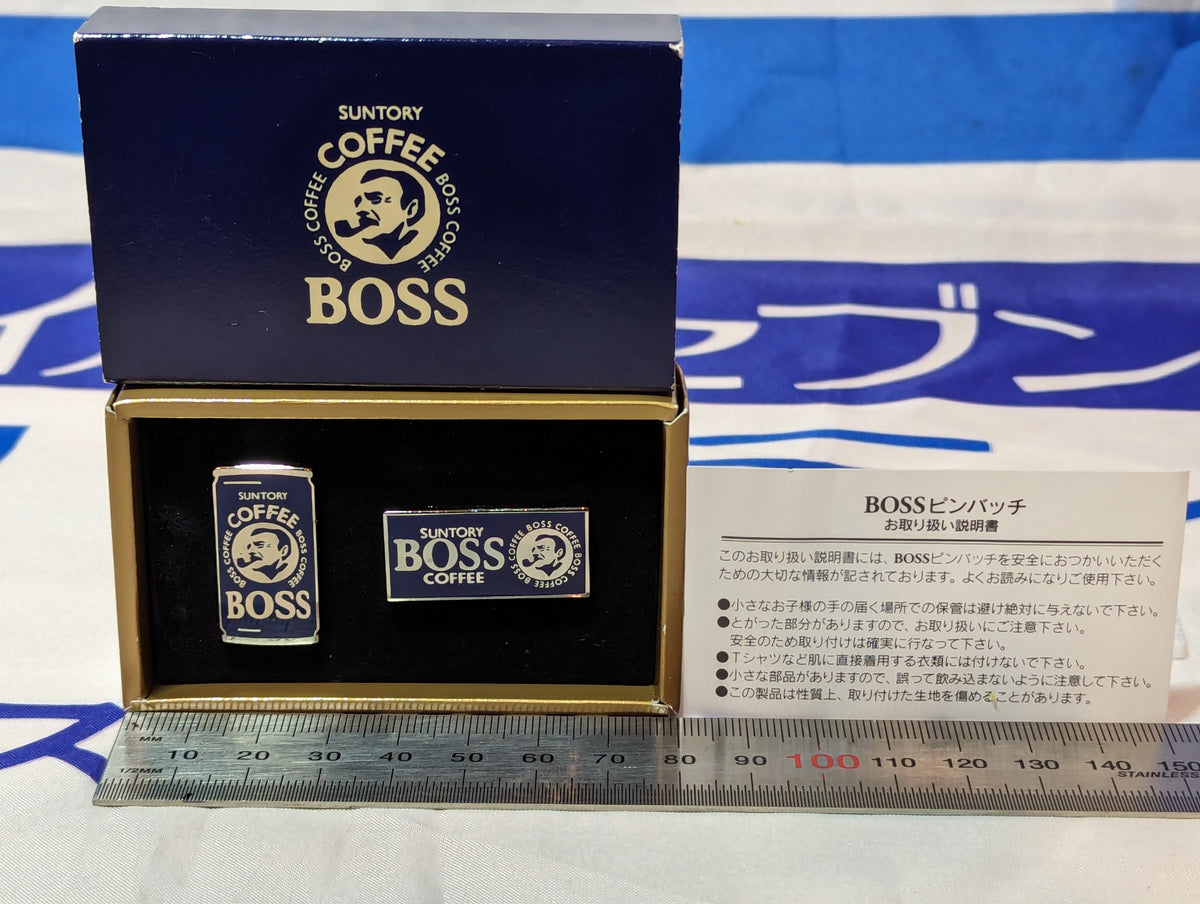 SUNTORY
COFFEE
BOSS COFFEE
BOSS COFFEE
BOSS
セブン
SUNTORY
COFFEE
BOSS COFFEE
BOSS COFFEE
BOSS
SUNTORY
BOSS
COFFEE
BOSS COFFEE BOSS COFFEE BOSS COFFEE
BOSSピンバッチ
お取り扱い説明書
このお取り扱い説明書には、BOSSピンバッチを安全におつかいいただく
ための大切な情報が記されております。よくお読みになりご使用下さい。
●小さなお子様の手の届く場所での保管は避け絶対に与えないで下さい。
●とがった部分がありますので、お取り扱いにご注意下さい。
安全のため取り付けは確実に行なって下さい。
●Tシャツなど肌に直接着用する衣類には付けないで下さい。
●小さな部品がありますので、誤って飲み込まないように注意して下さい。
●この製品は性質上、取り付けた生地を傷めることがあります。
MM
10 20 30 40 50 60 70 80 90 100 110 120 130 140 150
1/2MM
STAINLESS